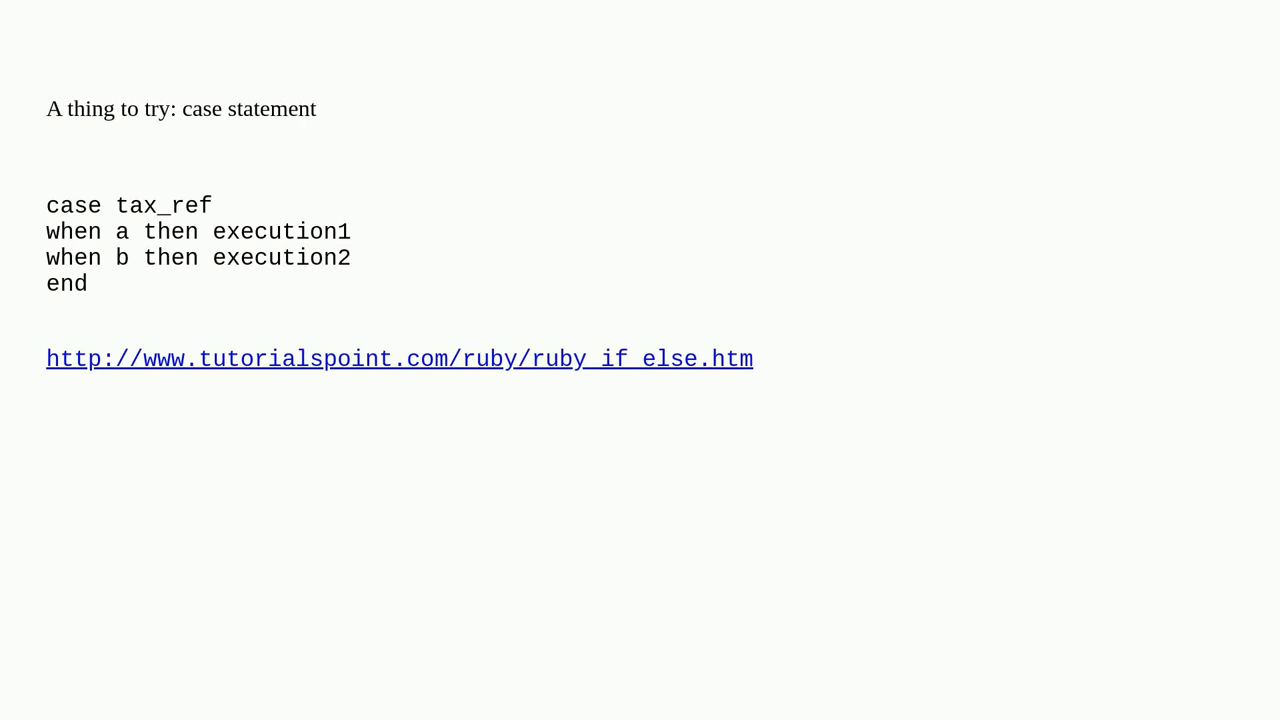 A thing to try: case statement
case tax_ref
when a then execution1
when b then execution2
end
http://www.tutorialspoint.com/ruby/ruby_if_else.htm